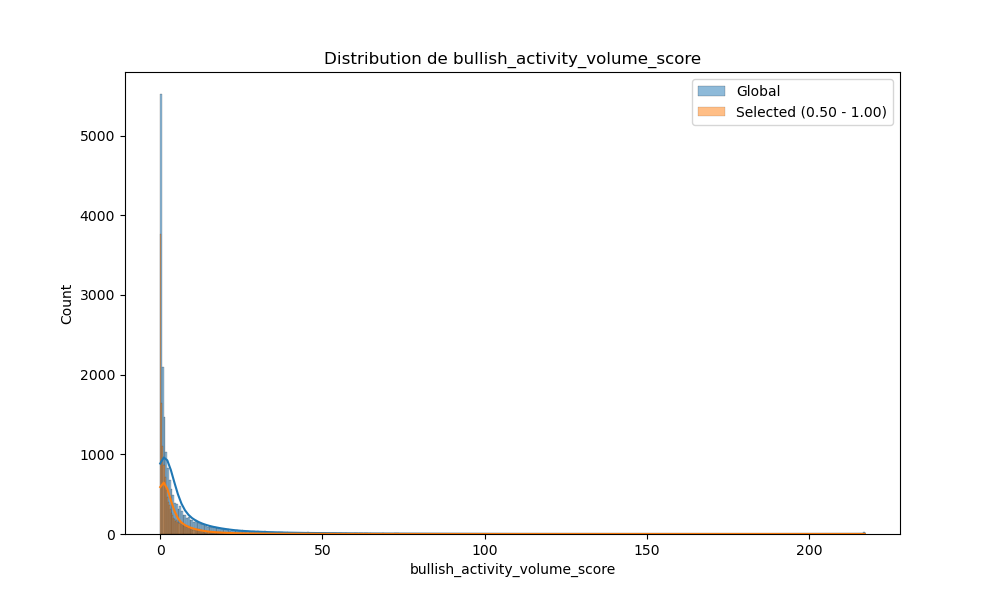 Distribution de bullish_activity_volume_score
Global
Selected (0.50 - 1.00)
Count
5000
4000
3000
2000
1000
0
0 50 100 150 200
bullish_activity_volume_score